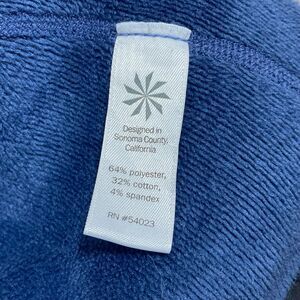 Designed in
Sonoma County,
California
64% polyester,
32% cotton,
4% spandex
RN #54023